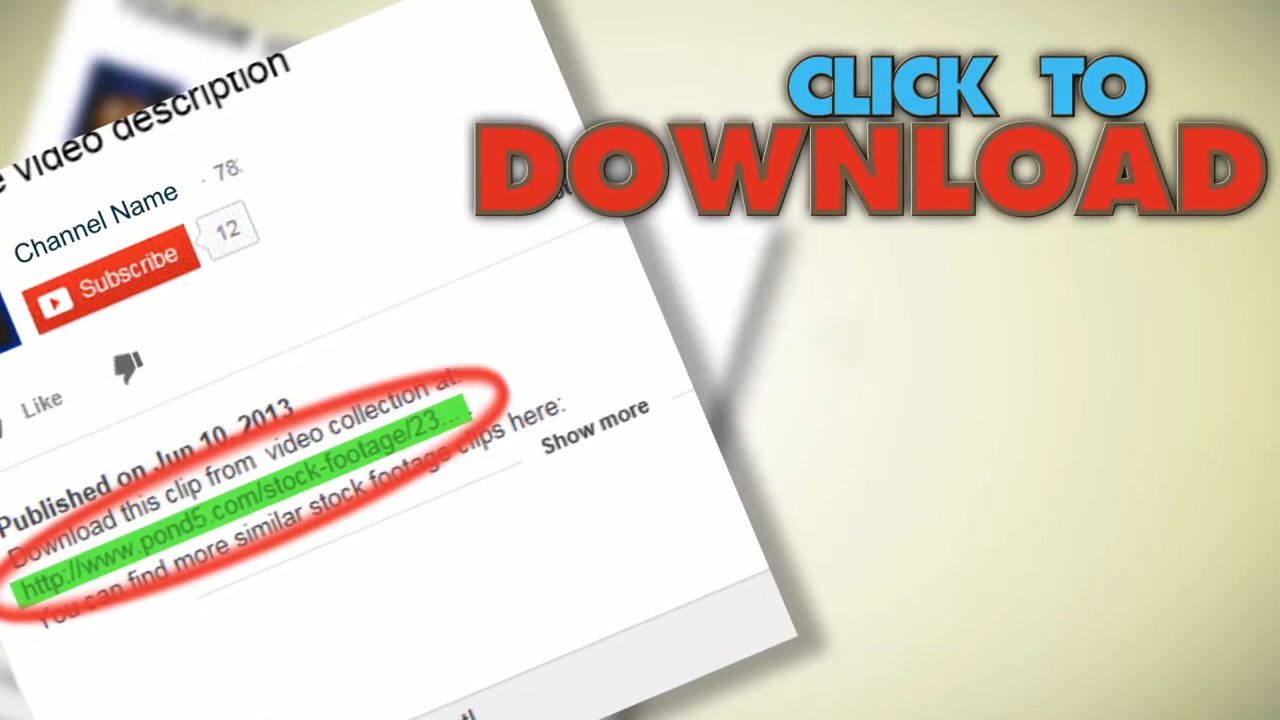 CLICK TO
DOWNLOAD
video description
Channel Name
78
Subscribe
12
Like
Published on Jun 10, 2013
Download this clip from video collection at:
http://www.pond5.com/stock-footage/23... .
You can find more similar stock footage clips here:
Show more